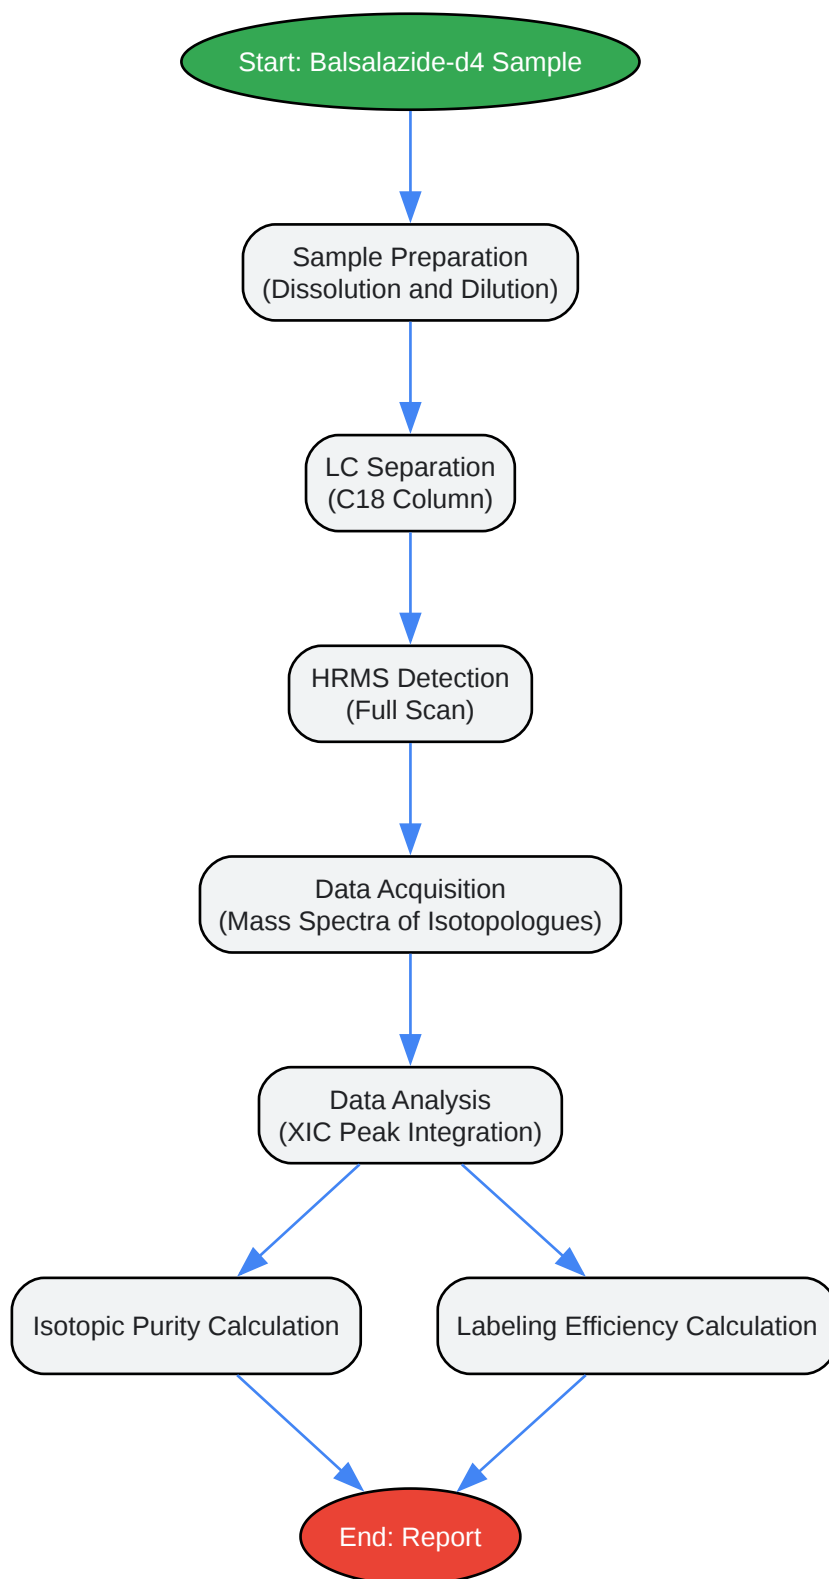 Start: Balsalazide-d4 Sample
Sample Preparation
(Dissolution and Dilution)
LC Separation
(C18 Column)
HRMS Detection
(Full Scan)
Data Acquisition
(Mass Spectra of Isotopologues)
Data Analysis
(XIC Peak Integration)
Isotopic Purity Calculation
Labeling Efficiency Calculation
End: Report